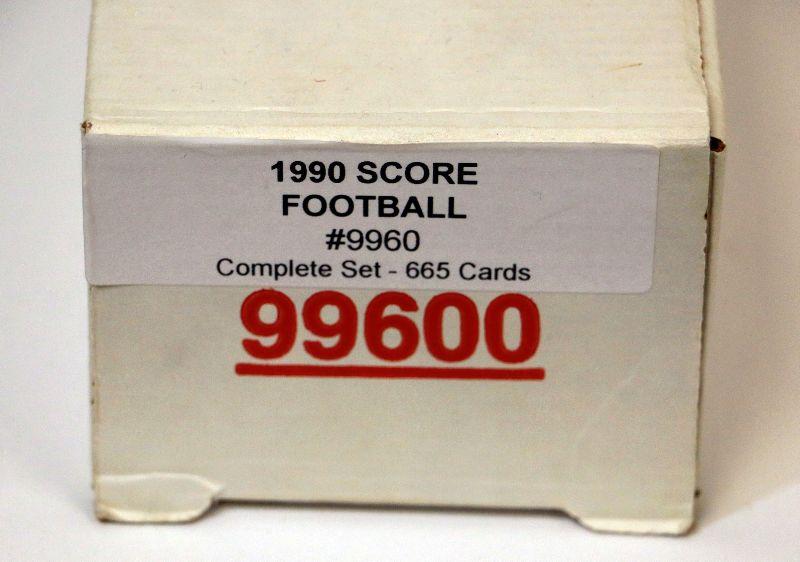 1990 SCORE
FOOTBALL
#9960
Complete Set - 665 Cards
99600